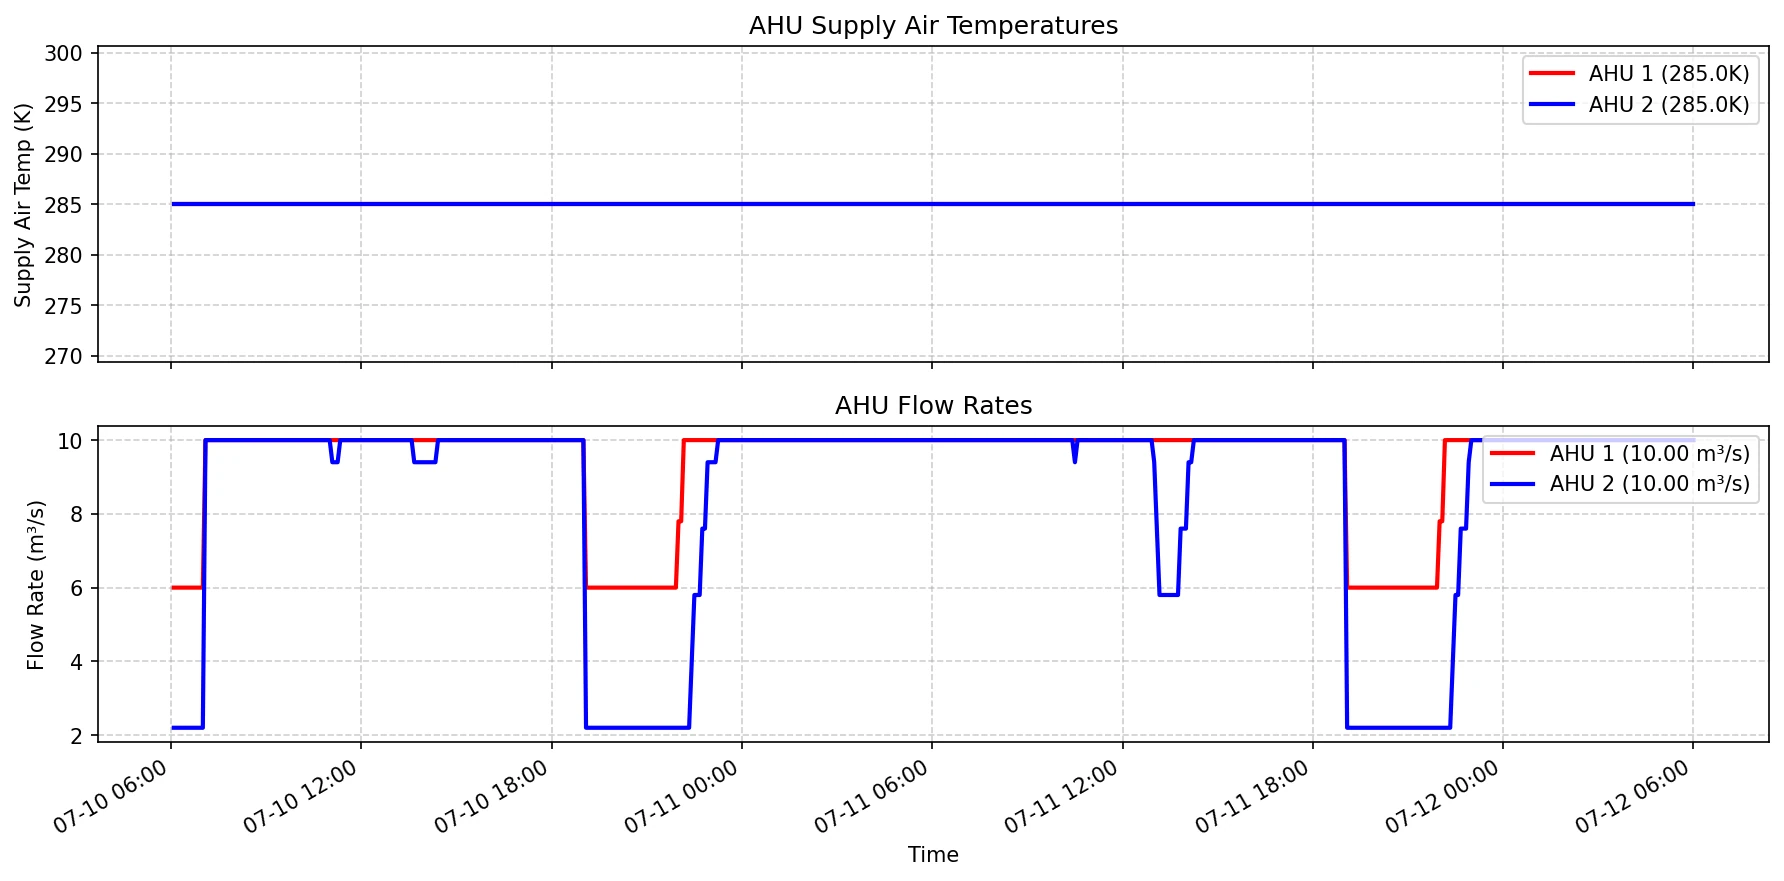 AHU Supply Air Temperatures
Supply Air Temp (K)
300
295
290
285
280
275
270
AHU 1 (285.0K)
AHU 2 (285.0K)
AHU Flow Rates
Flow Rate (m³/s)
10
8
6
4
2
AHU 1 (10.00 m³/s)
AHU 2 (10.00 m³/s)
07-10 06:00
07-10 12:00
07-10 18:00
07-11 00:00
07-11 06:00
07-11 12:00
07-11 18:00
07-12 00:00
07-12 06:00
Time